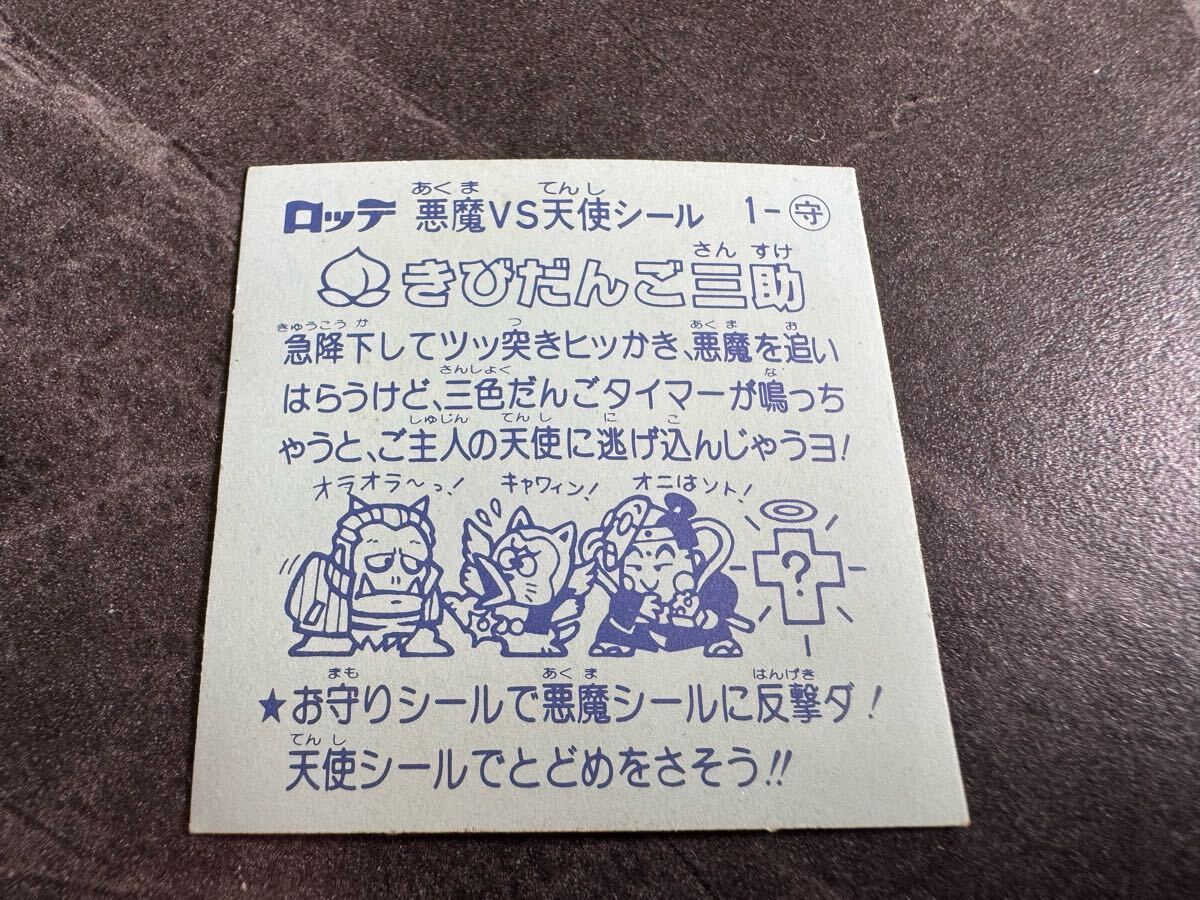 ロッテ 悪魔VS天使シール 1-守
あくま てんし
きびだんご三助
さんすけ
急降下してツッ突きヒッかき、悪魔を追い
きゅうこうか つ あくま お
はらうけど、三色だんごタイマーが鳴っち
さんしょく な
ゃうと、ご主人の天使に逃げ込んじゃうヨ!
しゅじん てんし に こ
オラオラ〜っ! キャワィン! オニはソト!
?
★お守りシールで悪魔シールに反撃ダ!
まも あくま はんげき
天使シールでとどめをさそう!!
てんし